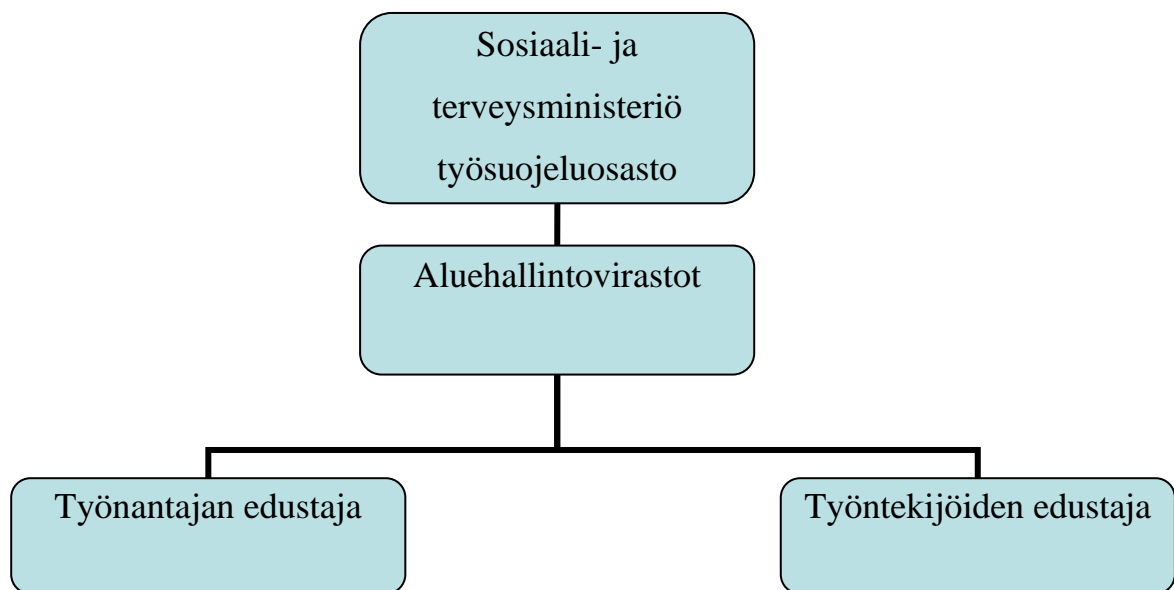 Sosiaali- ja
terveysministeriö
työsuojeluosasto
Aluehallintovirastot
Työnantajan edustaja
Työntekijöiden edustaja